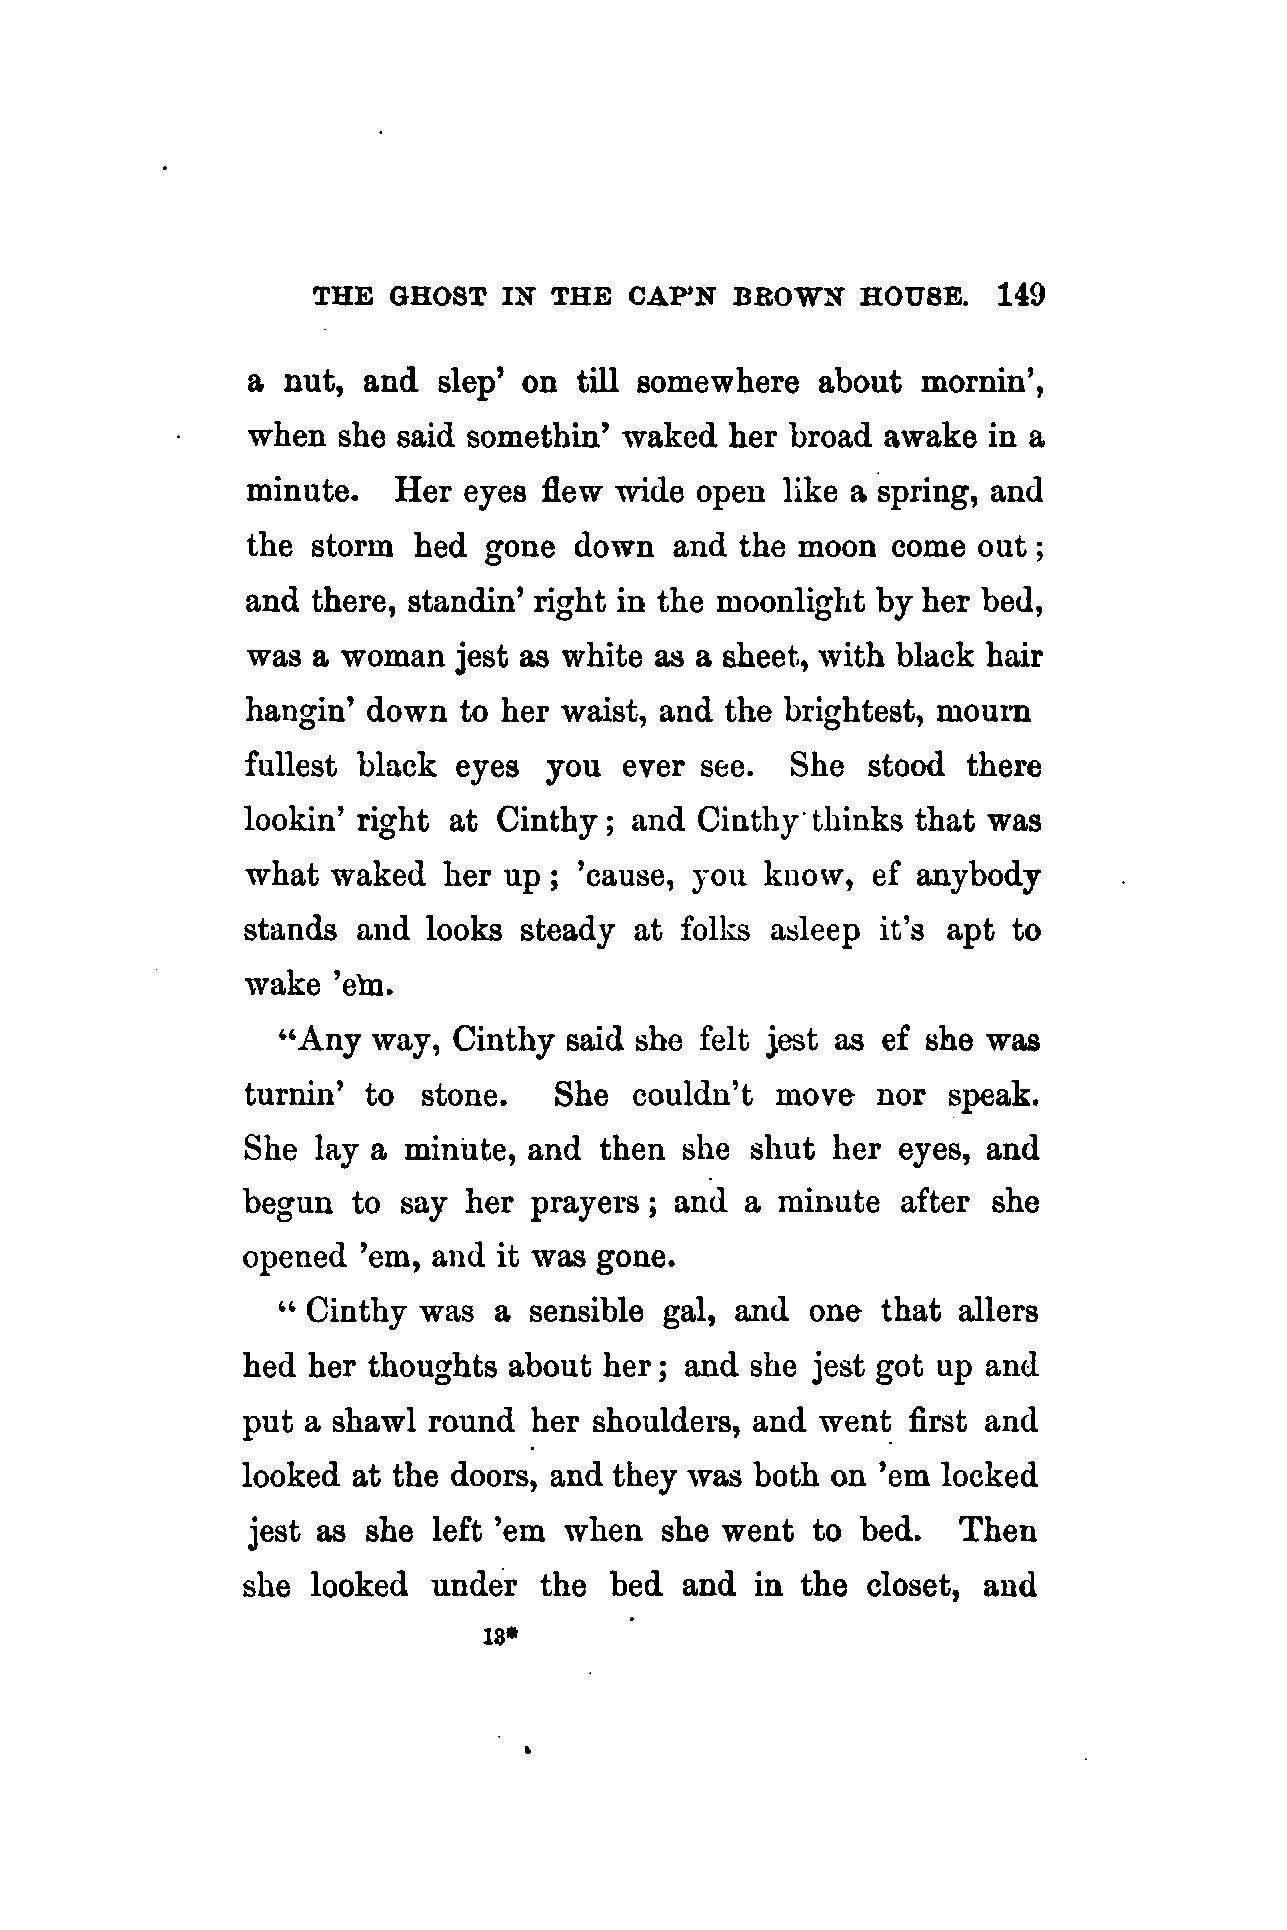 THE GHOST IN THE CAP'N BROWN HOUSE. 149
a nut, and slep' on till somewhere about mornin',
when she said somethin' waked her broad awake in a
minute. Her eyes flew wide open like a spring, and
the storm hed gone down and the moon come out;
and there, standin' right in the moonlight by her bed,
was a woman jest as white as a sheet, with black hair
hangin' down to her waist, and the brightest, mourn
fullest black eyes you ever see. She stood there
lookin' right at Cinthy; and Cinthy thinks that was
what waked her up; 'cause, you know, ef anybody
stands and looks steady at folks asleep it's apt to
wake 'em.
"Any way, Cinthy said she felt jest as ef she was
turnin' to stone. She couldn't move nor speak.
She lay a minute, and then she shut her eyes, and
begun to say her prayers; and a minute after she
opened 'em, and it was gone.
"Cinthy was a sensible gal, and one that allers
hed her thoughts about her; and she jest got up and
put a shawl round her shoulders, and went first and
looked at the doors, and they was both on 'em locked
jest as she left 'em when she went to bed. Then
she looked under the bed and in the closet, and
13*